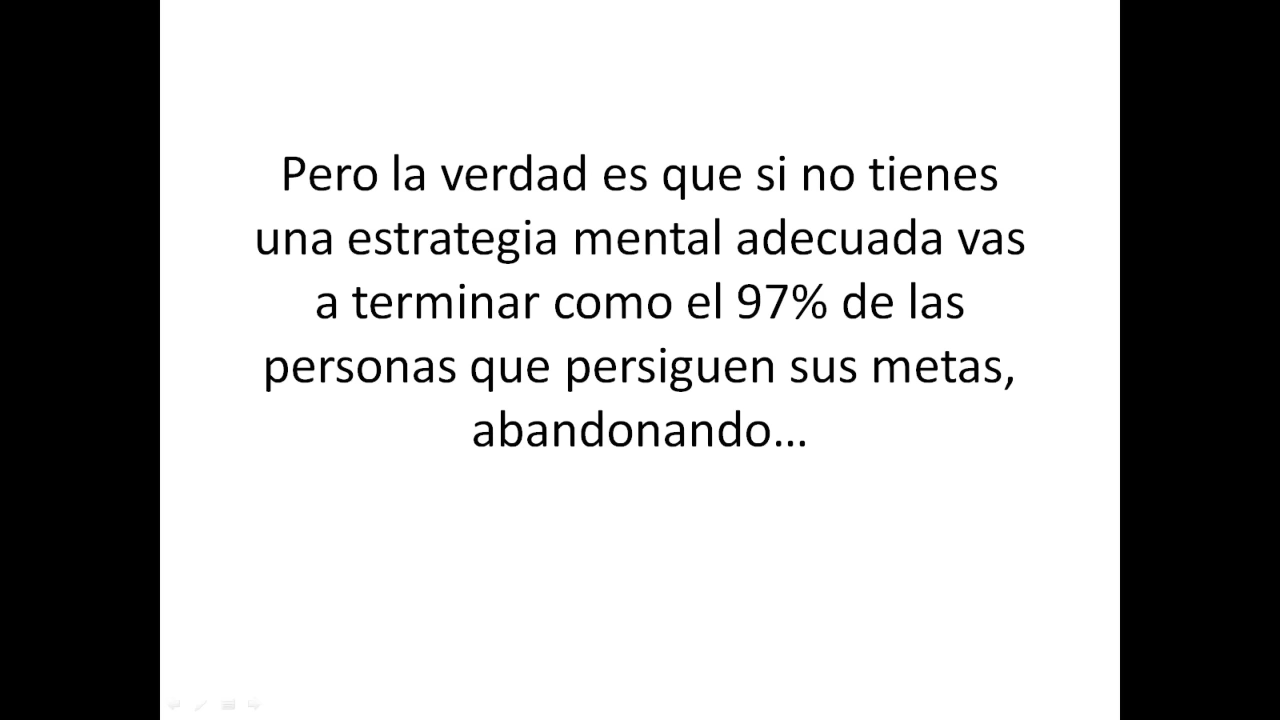 Pero la verdad es que si no tienes
una estrategia mental adecuada vas
a terminar como el 97% de las
personas que persiguen sus metas,
abandonando...